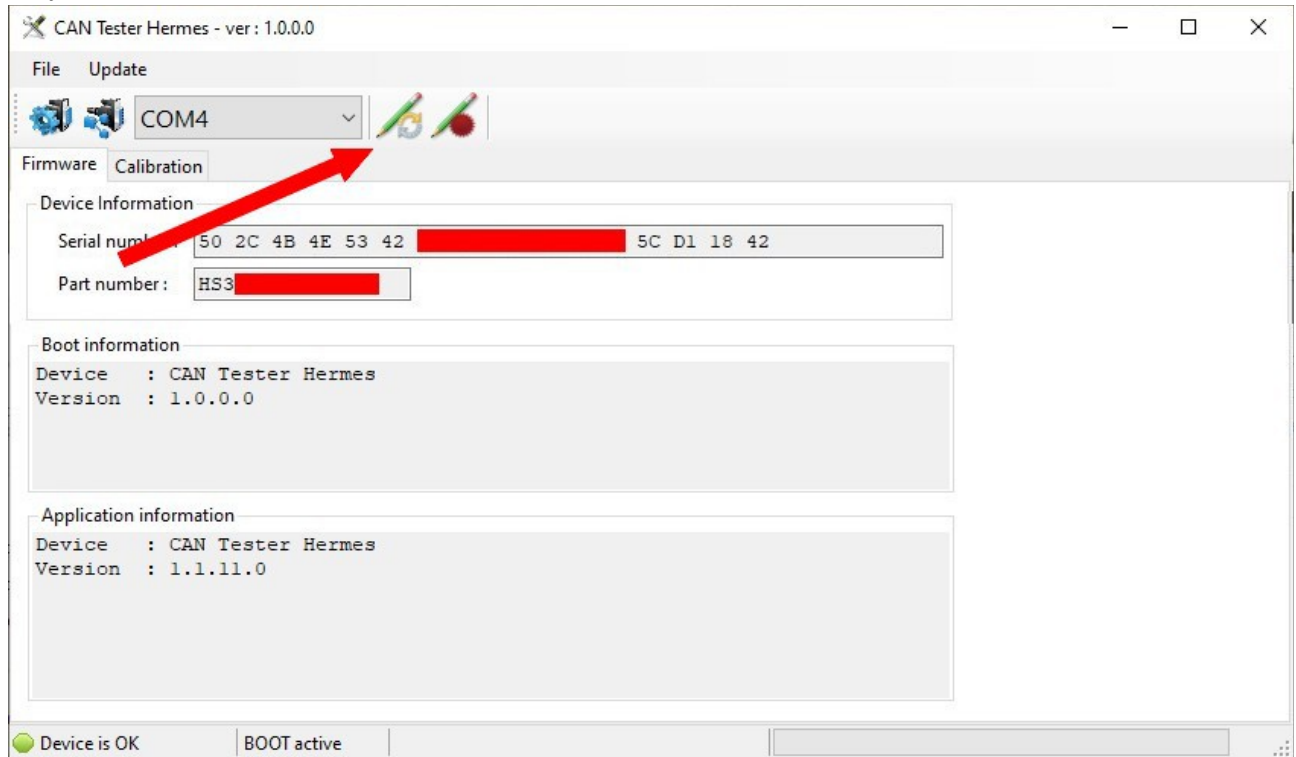 CAN Tester Hermes - ver : 1.0.0.0
File Update
COM4
Firmware Calibration
Device Information
Serial : 50 2C 4B 4E 53 42 5C D1 18 42
Part number : HS3
Boot information
Device : CAN Tester Hermes
Version : 1.0.0.0
Application information
Device : CAN Tester Hermes
Version : 1.1.11.0
Device is OK BOOT active